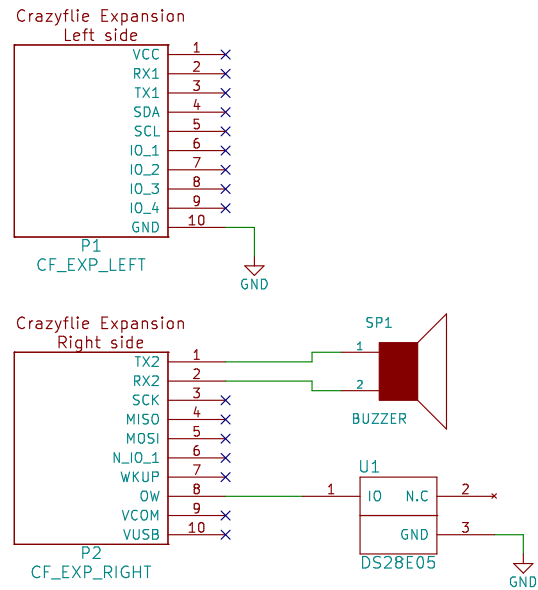 Crazyflie Expansion
Left side
VCC 1
RX1 2
TX1 3
SDA 4
SCL 5
IO_1 6
IO_2 7
IO_3 8
IO_4 9
GND 10
P1
CF_EXP_LEFT
GND
Crazyflie Expansion
Right side
TX2 1
RX2 2
SCK 3
MISO 4
MOSI 5
N_IO_1 6
WKUP 7
OW 8
VCOM 9
VUSB 10
P2
CF_EXP_RIGHT
SP1
1
2
BUZZER
U1
1 IO N.C 2
GND 3
DS28E05
GND